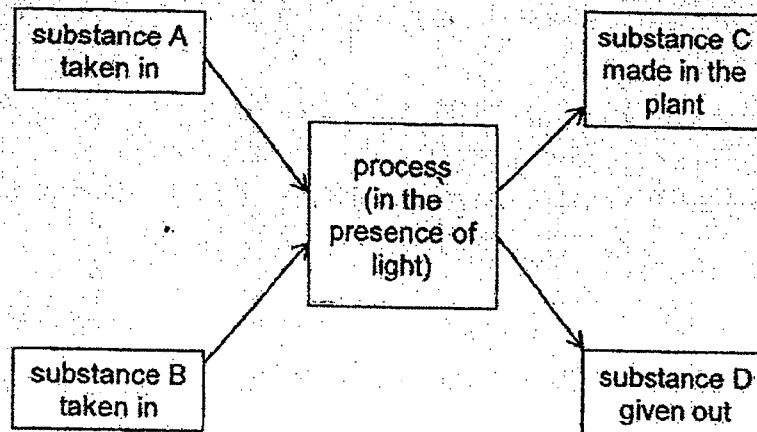 substance A
taken in
substance C
made in the
plant
process
(in the
presence of
light)
substance B
taken in
substance D
given out